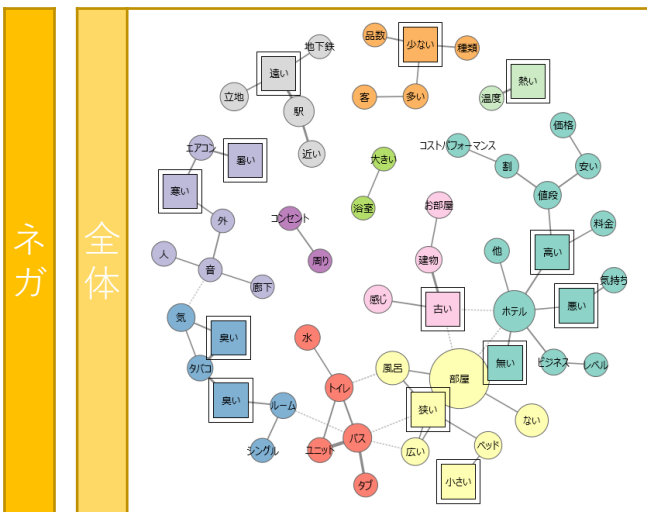 ネガ
全体
地下鉄
遠い
立地
駅
近い
品数
少ない
種類
客
多い
熱い
温度
エアコン
暑い
寒い
外
人
音
廊下
大きい
浴室
コンセント
周り
コストパフォーマンス
割
価格
安い
値段
料金
高い
他
気持ち
悪い
ホテル
無い
ビジネス
レベル
お部屋
建物
感じ
古い
気
臭い
タバコ
臭い
ルーム
シングル
水
トイレ
バス
ユニット
タブ
風呂
部屋
狭い
広い
ない
ベッド
小さい